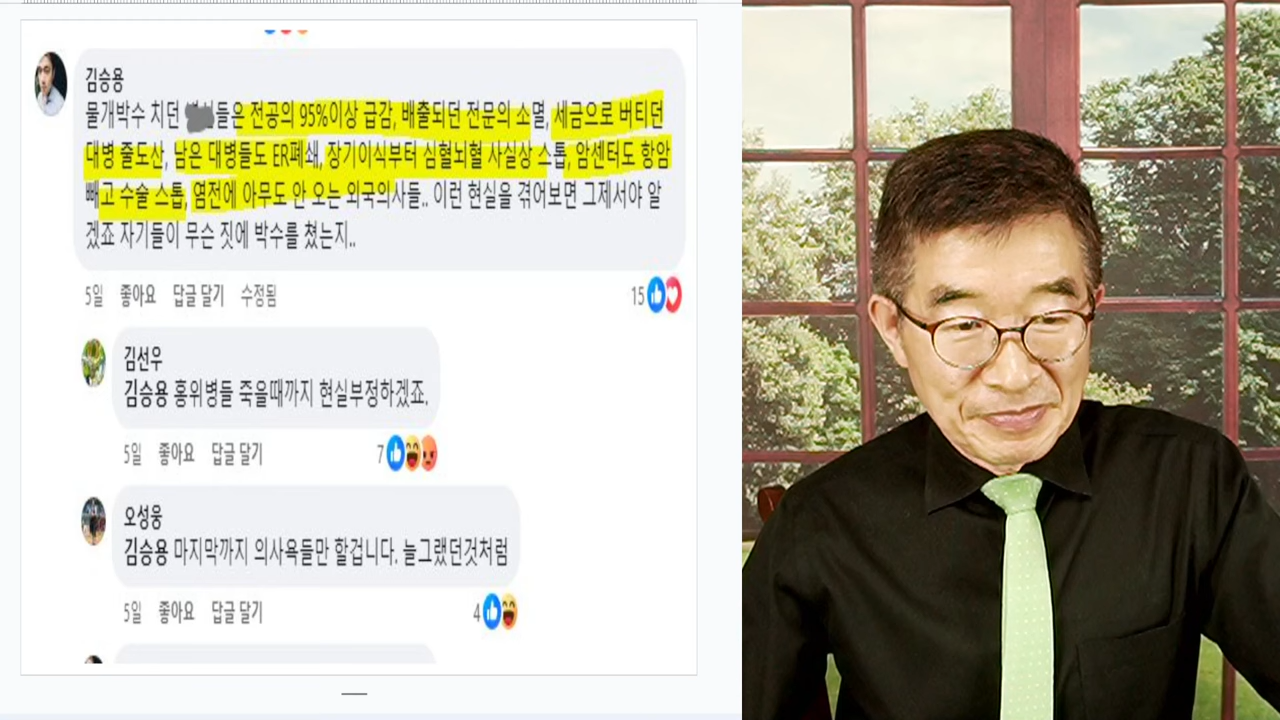 김승용
물개박수 치던 들은 전공의 95%이상 급감, 배출되던 전문의 소멸, 세금으로 버티던
대병 줄도산, 남은 대병들도 ER폐쇄, 장기이식부터 심혈뇌혈 사실상 스톱, 암센터도 항암
빼고 수술 스톱, 염전에 아무도 안 오는 외국의사들.. 이런 현실을 겪어보면 그제서야 알
겠죠 자기들이 무슨 짓에 박수를 쳤는지..
5일 좋아요 답글 달기 수정됨 15
김선우
김승용 홍위병들 죽을때까지 현실부정하겠죠.
5일 좋아요 답글 달기 7
오성웅
김승용 마지막까지 의사욕들만 할겁니다. 늘그랬던것처럼
5일 좋아요 답글 달기 4